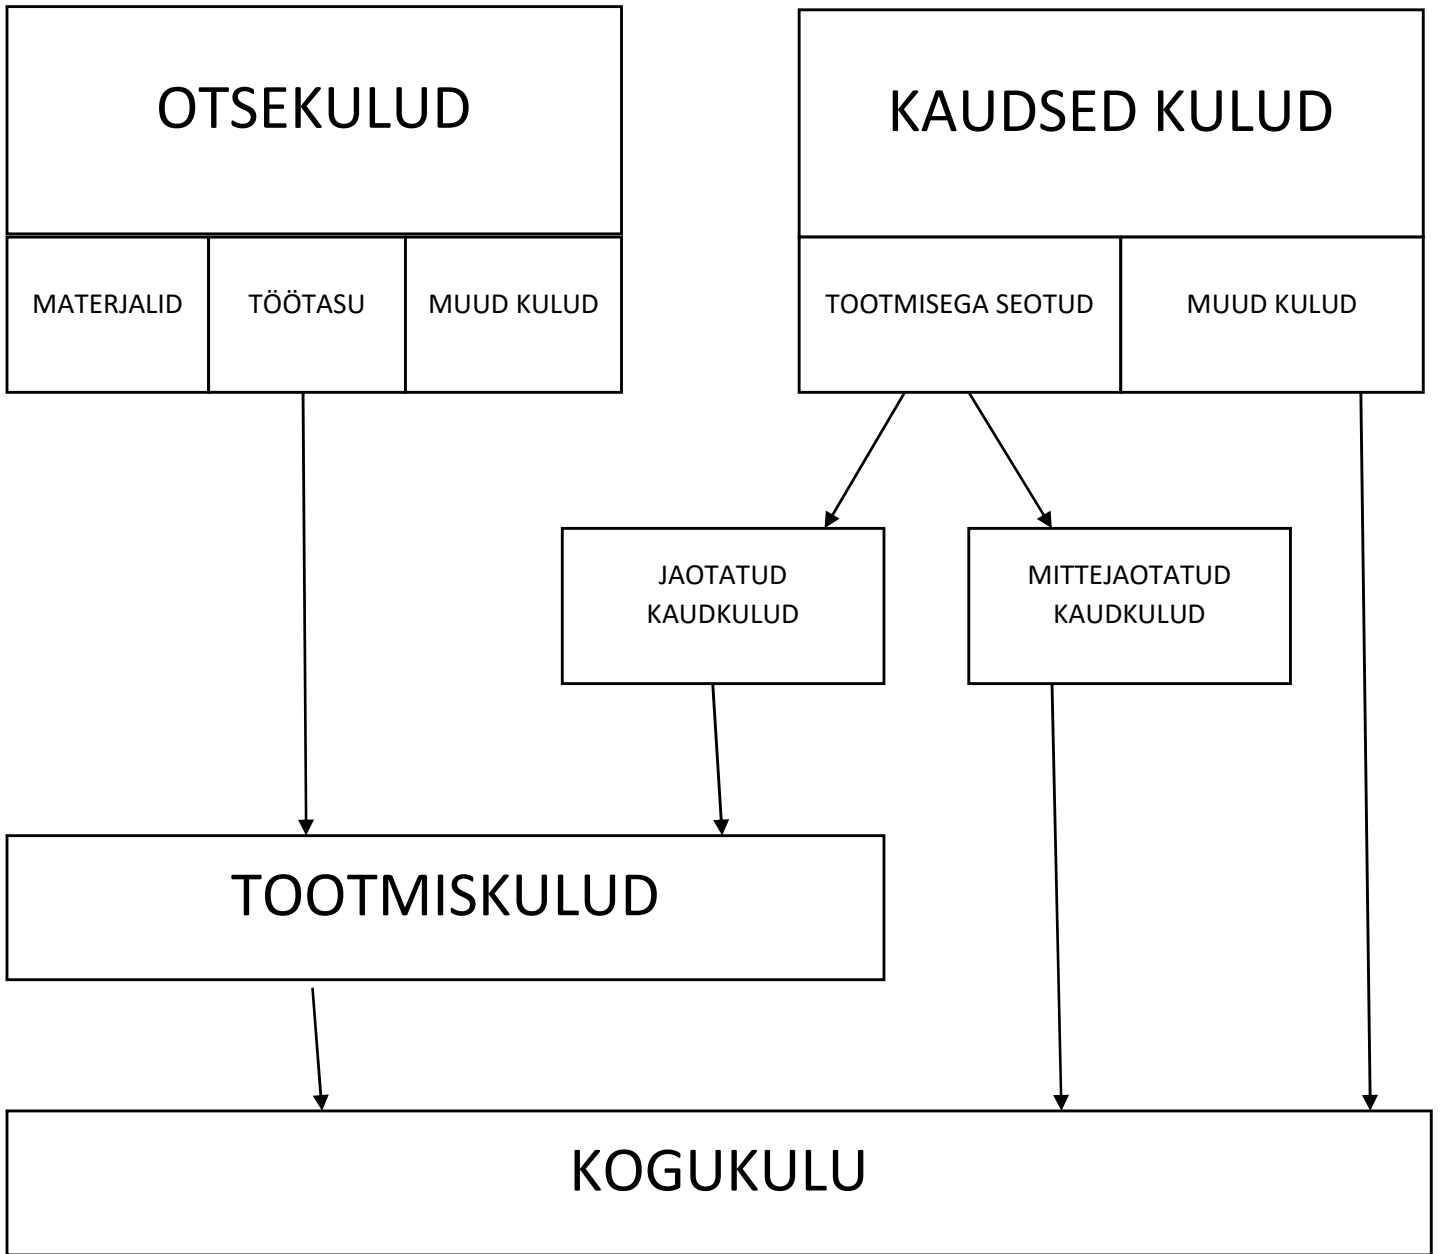 OTSEKULUD
KAUDSED KULUD
MATERJALID
TÖÖTASU
MUUD KULUD
TOOTMISEGA SEOTUD
MUUD KULUD
JAOTATUD
KAUDKULUD
MITTEJAOTATUD
KAUDKULUD
TOOTMISKULUD
KOGUKULU